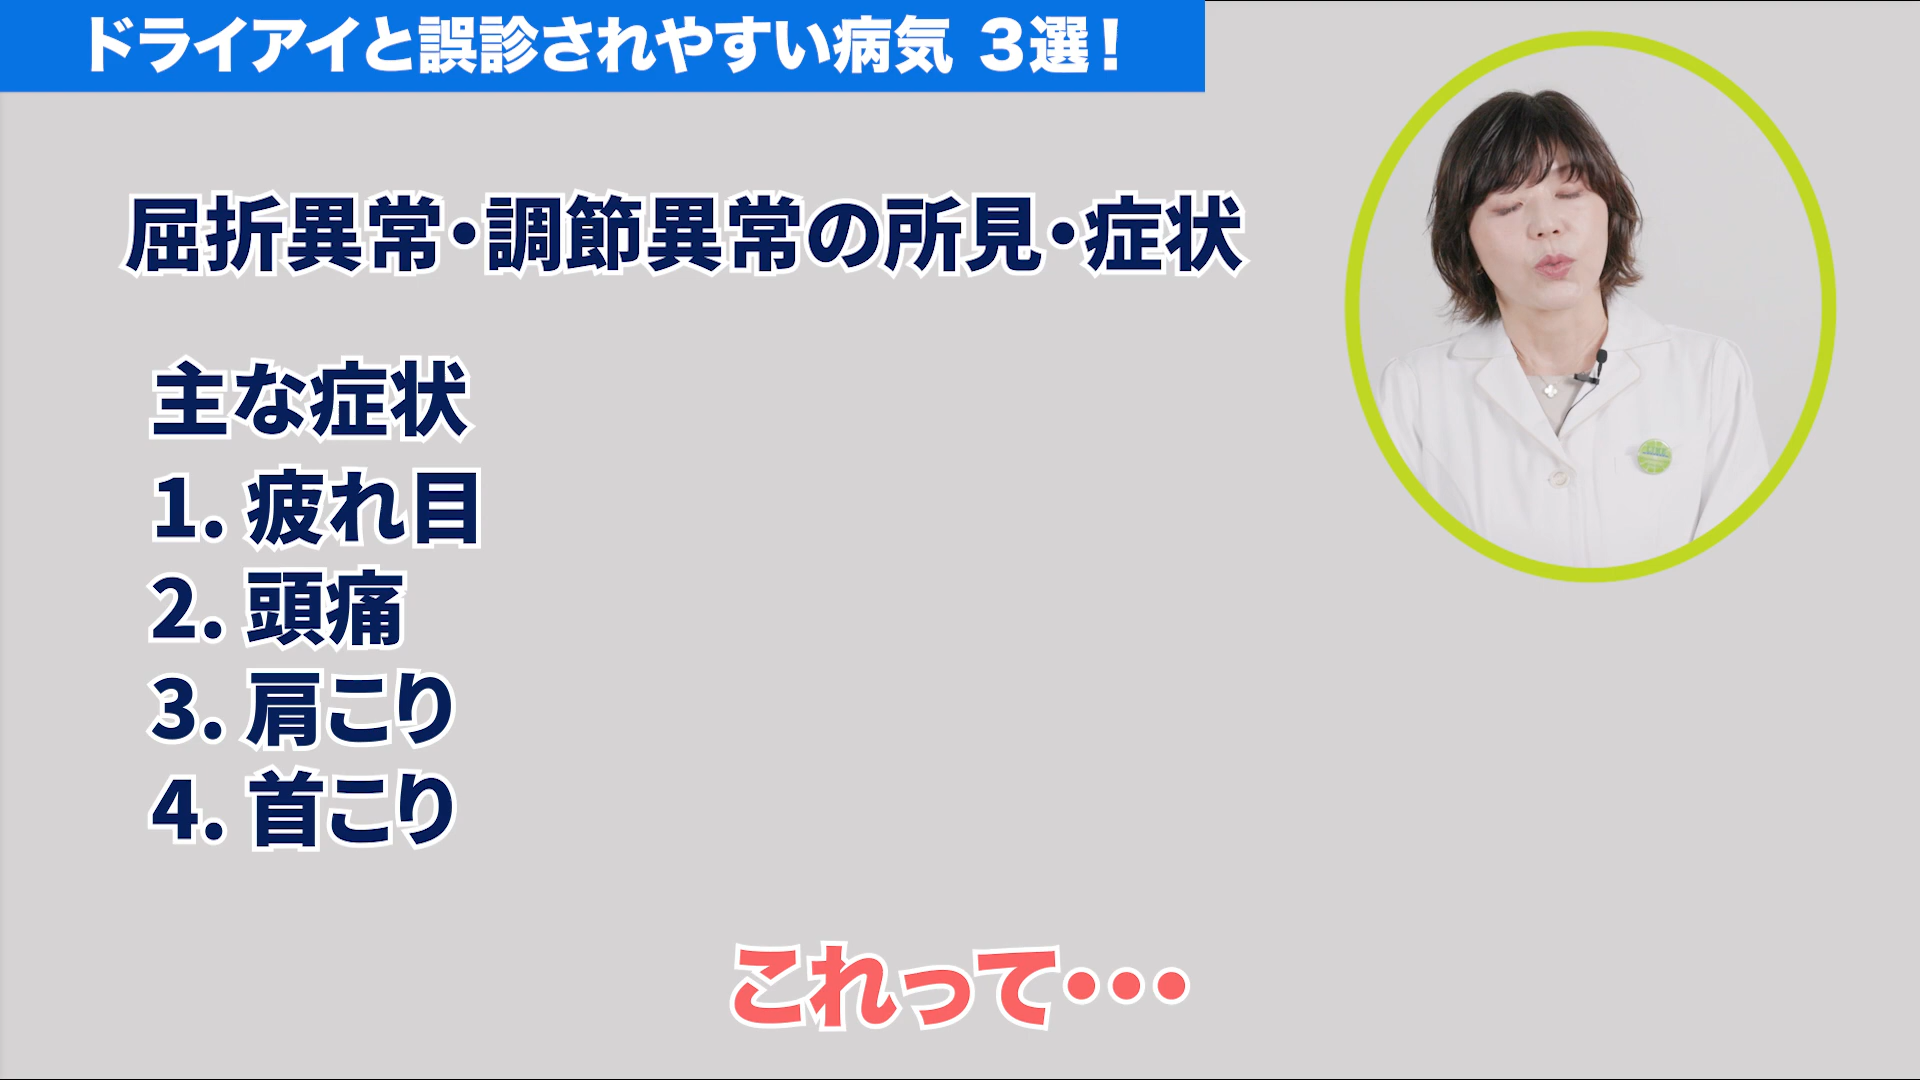 ドライアイと誤診されやすい病気 3選!
屈折異常・調節異常の所見・症状
主な症状
1. 疲れ目
2. 頭痛
3. 肩こり
4. 首こり
これって・・・